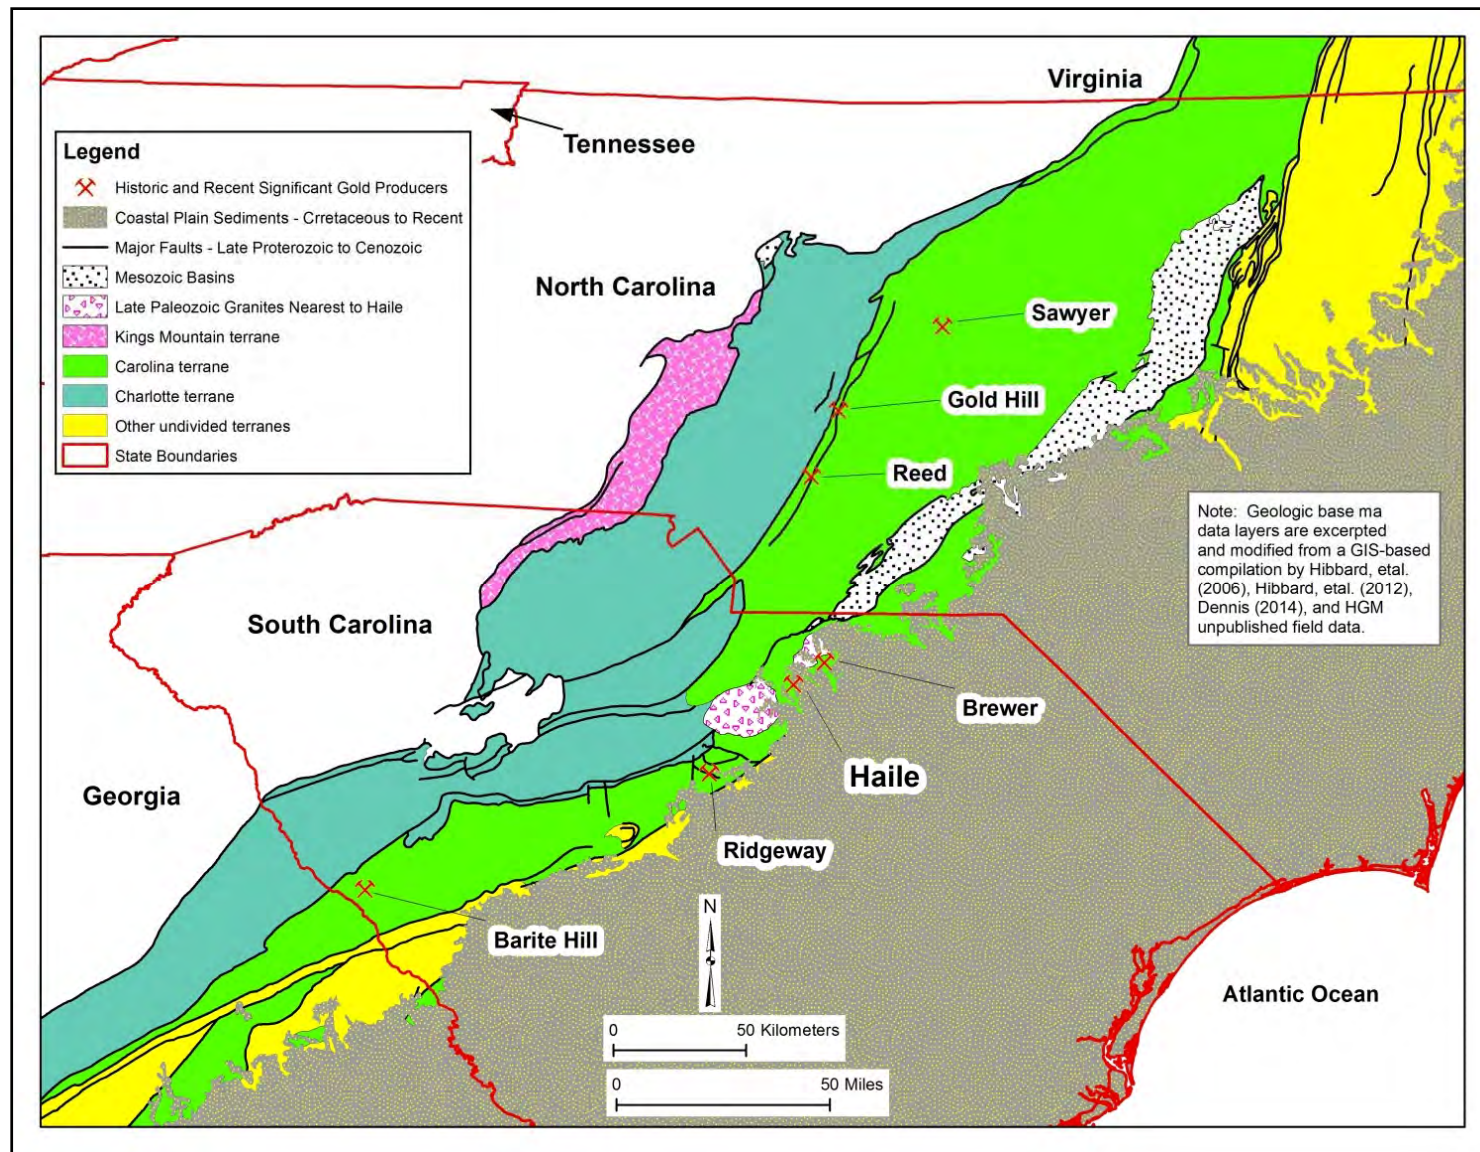 Virginia
Tennessee
Legend
Historic and Recent Significant Gold Producers
Coastal Plain Sediments - Crretaceous to Recent
Major Faults - Late Proterozoic to Cenozoic
Mesozoic Basins
Late Paleozoic Granites Nearest to Haile
Kings Mountain terrane
Carolina terrane
Charlotte terrane
Other undivided terranes
State Boundaries
North Carolina
Sawyer
Gold Hill
Reed
Note: Geologic base ma
data layers are excerpted
and modified from a GIS-based
compilation by Hibbard, etal.
(2006), Hibbard, etal. (2012),
Dennis (2014), and HGM
unpublished field data.
South Carolina
Brewer
Haile
Georgia
Ridgeway
Barite Hill
N
Atlantic Ocean
0 50 Kilometers
0 50 Miles